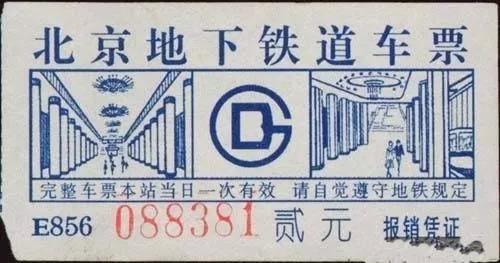 北京地下铁道车票
完整车票本站当日一次有效 请自觉遵守地铁规定
E856 088381 贰元 报销凭证